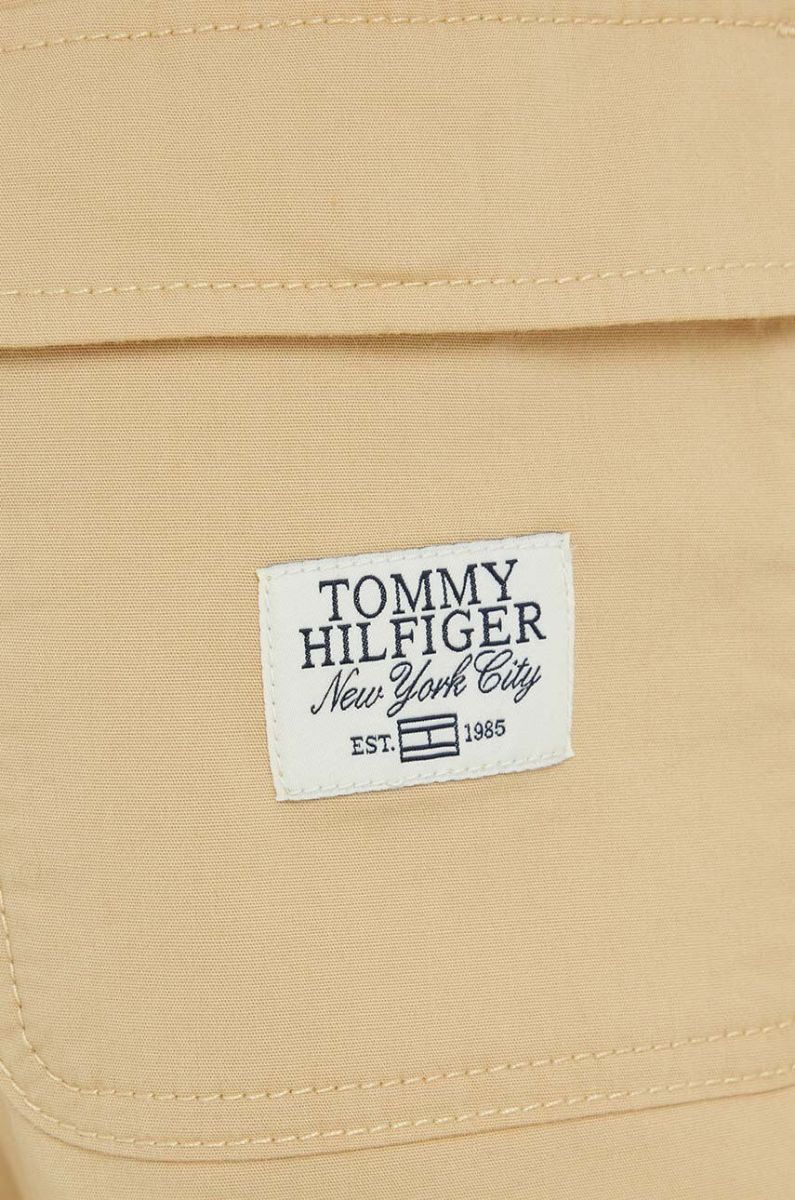 TOMMY
HILFIGER
New York City
EST. 1985